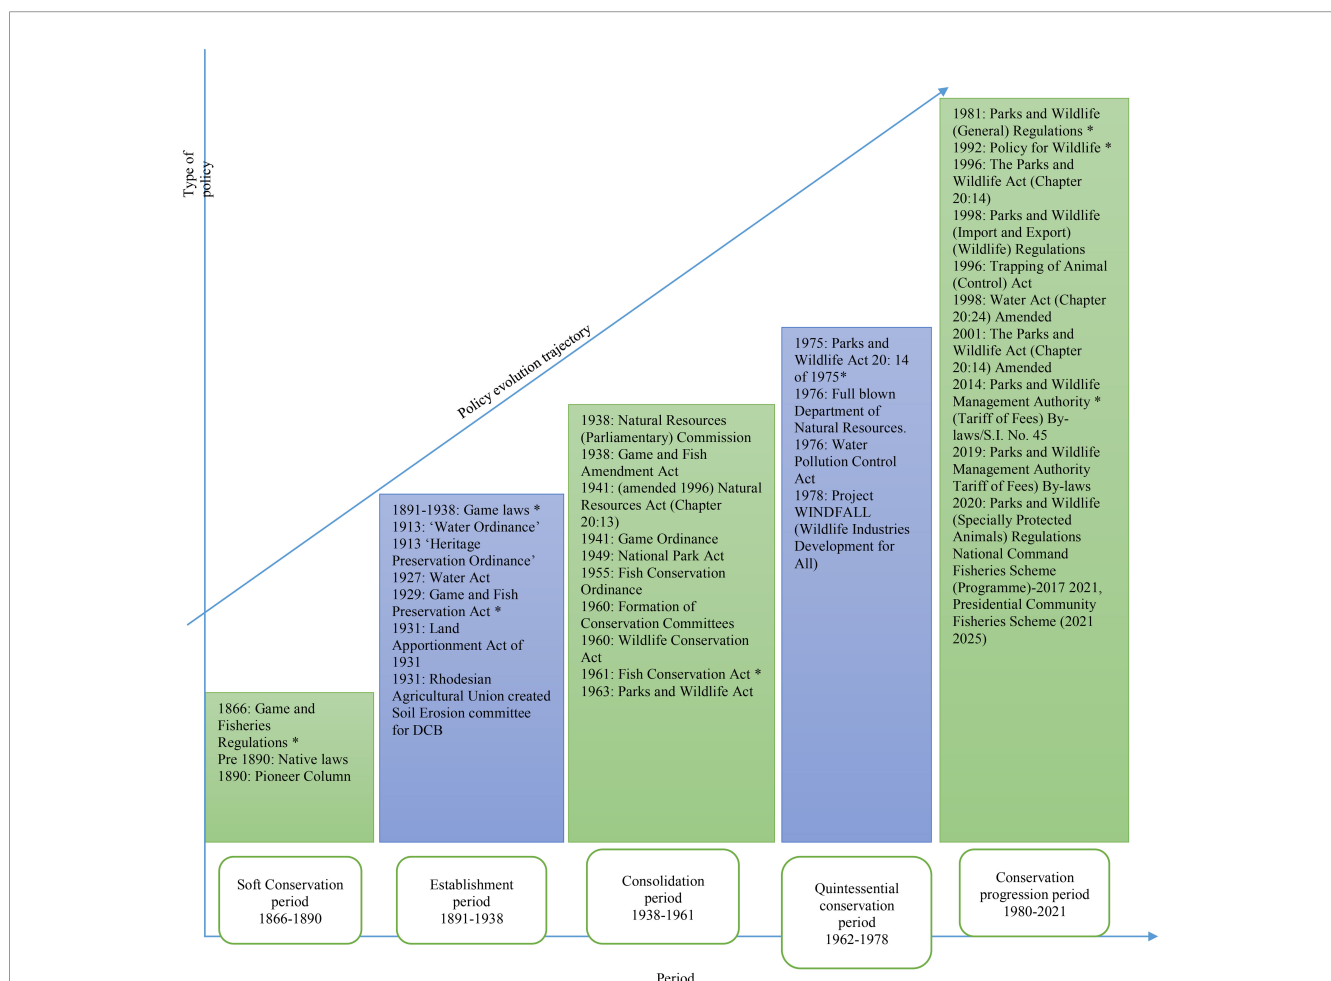 Type of
policy
Policy evolution trajectory
1866: Game and
Fisheries
Regulations *
Pre 1890: Native laws
1890: Pioneer Column
1891-1938: Game laws *
1913: ‘Water Ordinance’
1913 ‘Heritage
Preservation Ordinance’
1927: Water Act
1929: Game and Fish
Preservation Act *
1931: Land
Apportionment Act of
1931
1931: Rhodesian
Agricultural Union created
Soil Erosion committee
for DCB
1938: Natural Resources
(Parliamentary) Commission
1938: Game and Fish
Amendment Act
1941: (amended 1996) Natural
Resources Act (Chapter
20:13)
1941: Game Ordinance
1949: National Park Act
1955: Fish Conservation
Ordinance
1960: Formation of
Conservation Committees
1960: Wildlife Conservation
Act
1961: Fish Conservation Act *
1963: Parks and Wildlife Act
1975: Parks and
Wildlife Act 20: 14
of 1975*
1976: Full blown
Department of
Natural Resources.
1976: Water
Pollution Control
Act
1978: Project
WINDFALL
(Wildlife Industries
Development for
All)
1981: Parks and Wildlife
(General) Regulations *
1992: Policy for Wildlife *
1996: The Parks and
Wildlife Act (Chapter
20:14)
1998: Parks and Wildlife
(Import and Export)
(Wildlife) Regulations
1996: Trapping of Animal
(Control) Act
1998: Water Act (Chapter
20:24) Amended
2001: The Parks and
Wildlife Act (Chapter
20:14) Amended
2014: Parks and Wildlife
Management Authority *
(Tariff of Fees) By-
laws/S.I. No. 45
2019: Parks and Wildlife
Management Authority
Tariff of Fees) By-laws
2020: Parks and Wildlife
(Specially Protected
Animals) Regulations
National Command
Fisheries Scheme
(Programme)-2017 2021,
Presidential Community
Fisheries Scheme (2021
2025)
Soft Conservation
period
1866-1890
Establishment
period
1891-1938
Consolidation
period
1938-1961
Quintessential
conservation
period
1962-1978
Conservation
progression period
1980-2021
Period